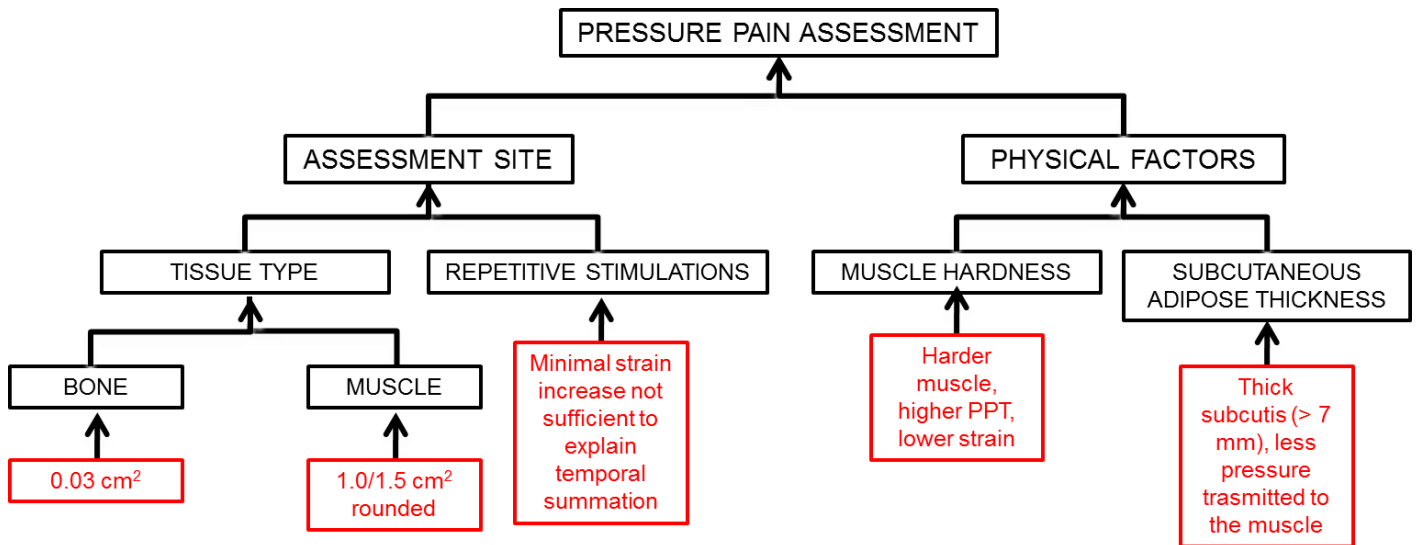 PRESSURE PAIN ASSESSMENT
ASSESSMENT SITE
PHYSICAL FACTORS
TISSUE TYPE
REPETITIVE STIMULATIONS
MUSCLE HARDNESS
SUBCUTANEOUS
ADIPOSE THICKNESS
BONE
MUSCLE
Minimal strain
increase not
sufficient to
explain
temporal
summation
Harder
muscle,
higher PPT,
lower strain
Thick
subcutis (> 7
mm), less
pressure
trasmitted to
the muscle
0.03 cm²
1.0/1.5 cm²
rounded